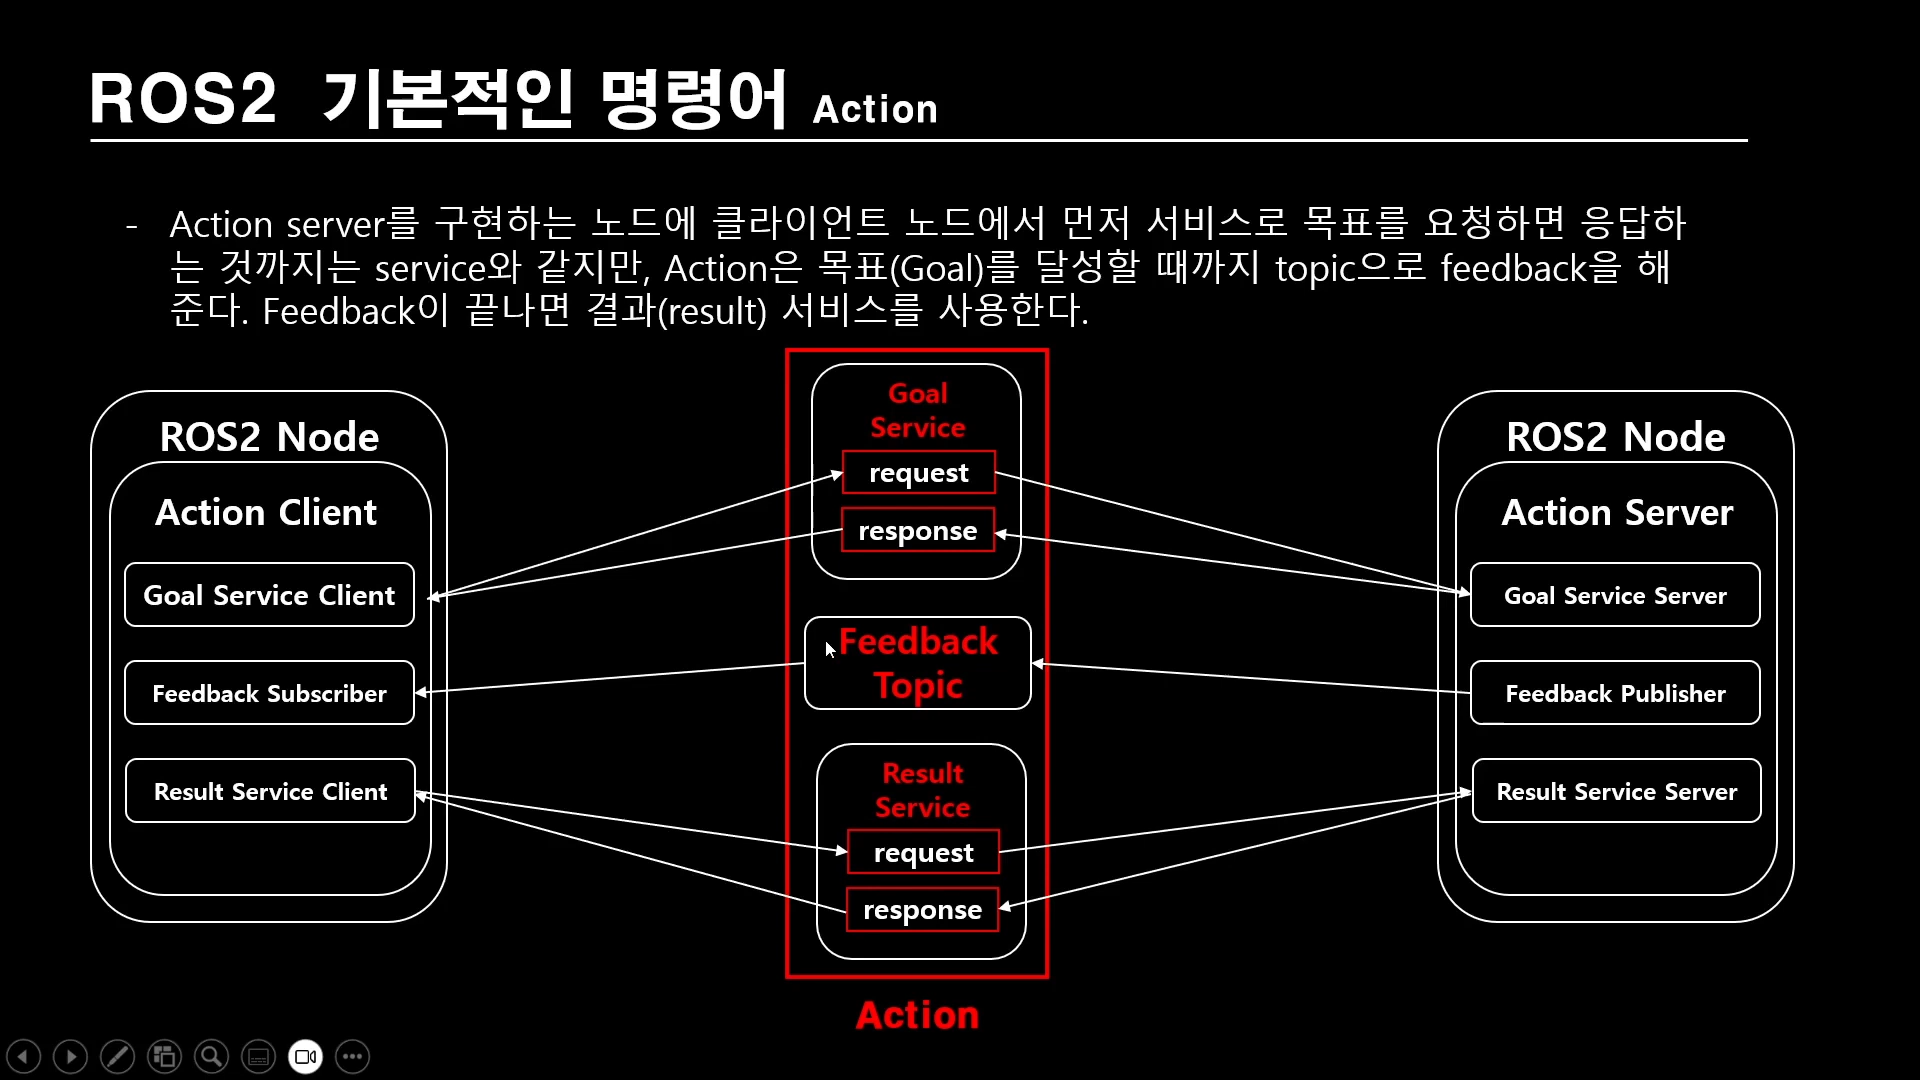 ROS2 기본적인 명령어 Action
- Action server를 구현하는 노드에 클라이언트 노드에서 먼저 서비스로 목표를 요청하면 응답하
는 것까지는 service와 같지만, Action은 목표(Goal)를 달성할 때까지 topic으로 feedback을 해
준다. Feedback이 끝나면 결과(result) 서비스를 사용한다.
ROS2 Node
Action Client
Goal Service Client
Feedback Subscriber
Result Service Client
Goal
Service
request
response
Feedback
Topic
Result
Service
request
response
Action
ROS2 Node
Action Server
Goal Service Server
Feedback Publisher
Result Service Server